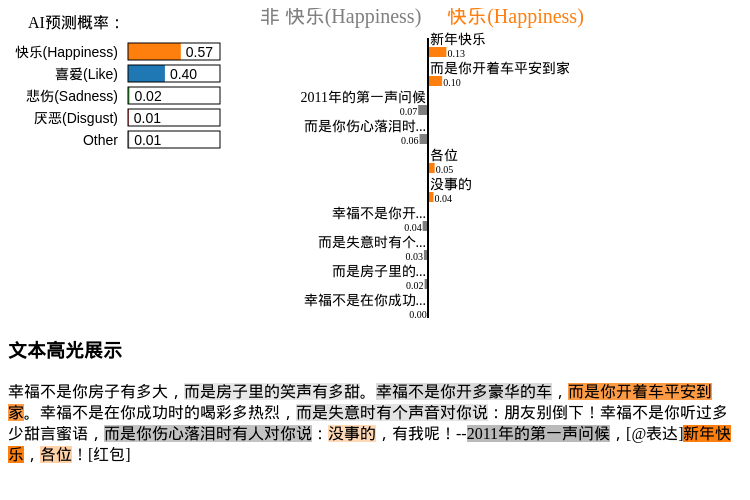 AI预测概率：
快乐(Happiness) 0.57
喜爱(Like) 0.40
悲伤(Sadness) 0.02
厌恶(Disgust) 0.01
Other 0.01
非 快乐(Happiness) 快乐(Happiness)
新年快乐
0.13
而是你开着车平安到家
0.10
2011年的第一声问候
0.07
而是你伤心落泪时...
0.06
各位
0.05
没事的
0.04
幸福不是你开...
0.04
而是失意时有个...
0.03
而是房子里的...
0.02
幸福不是在你成功...
0.00
文本高光展示
幸福不是你房子有多大，而是房子里的笑声有多甜。幸福不是你开多豪华的车，而是你开着车平安到
家。幸福不是在你成功时的喝彩多热烈，而是失意时有个声音对你说：朋友别倒下！幸福不是你听过多
少甜言蜜语，而是你伤心落泪时有人对你说：没事的，有我呢！--2011年的第一声问候，[@表达]新年快
乐，各位！[红包]